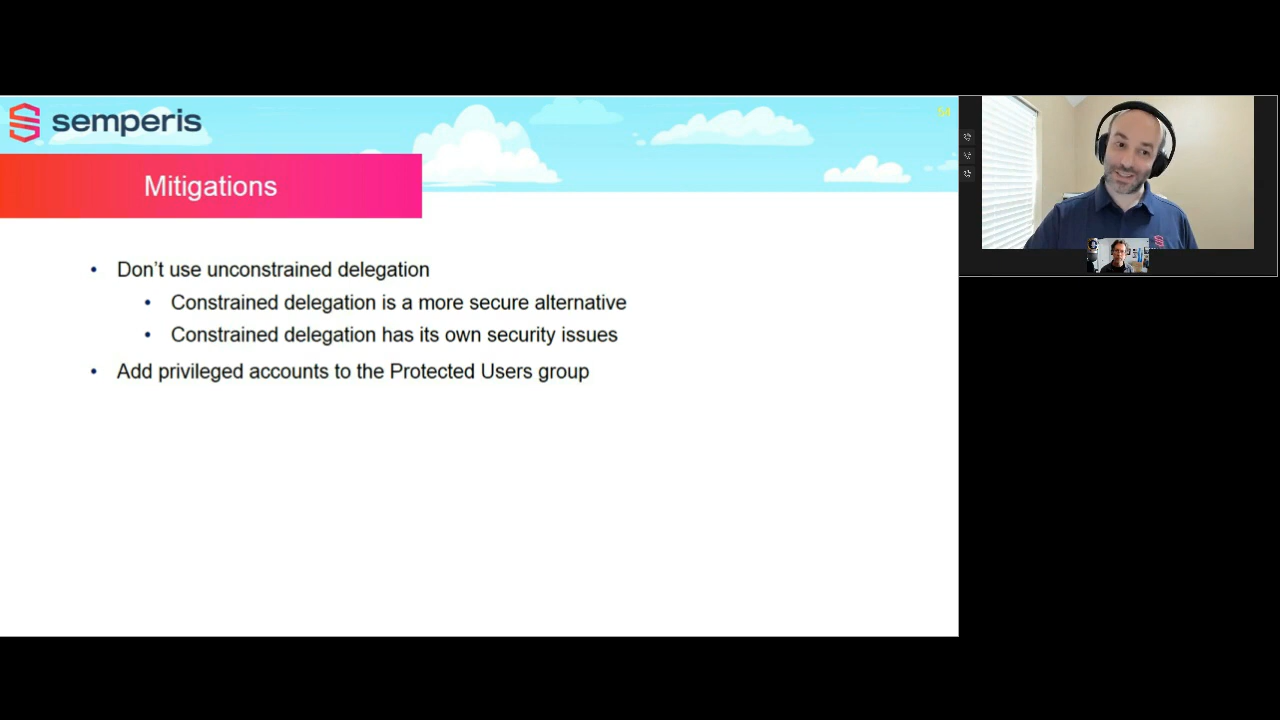 semperis
54
Mitigations
• Don't use unconstrained delegation
• Constrained delegation is a more secure alternative
• Constrained delegation has its own security issues
• Add privileged accounts to the Protected Users group